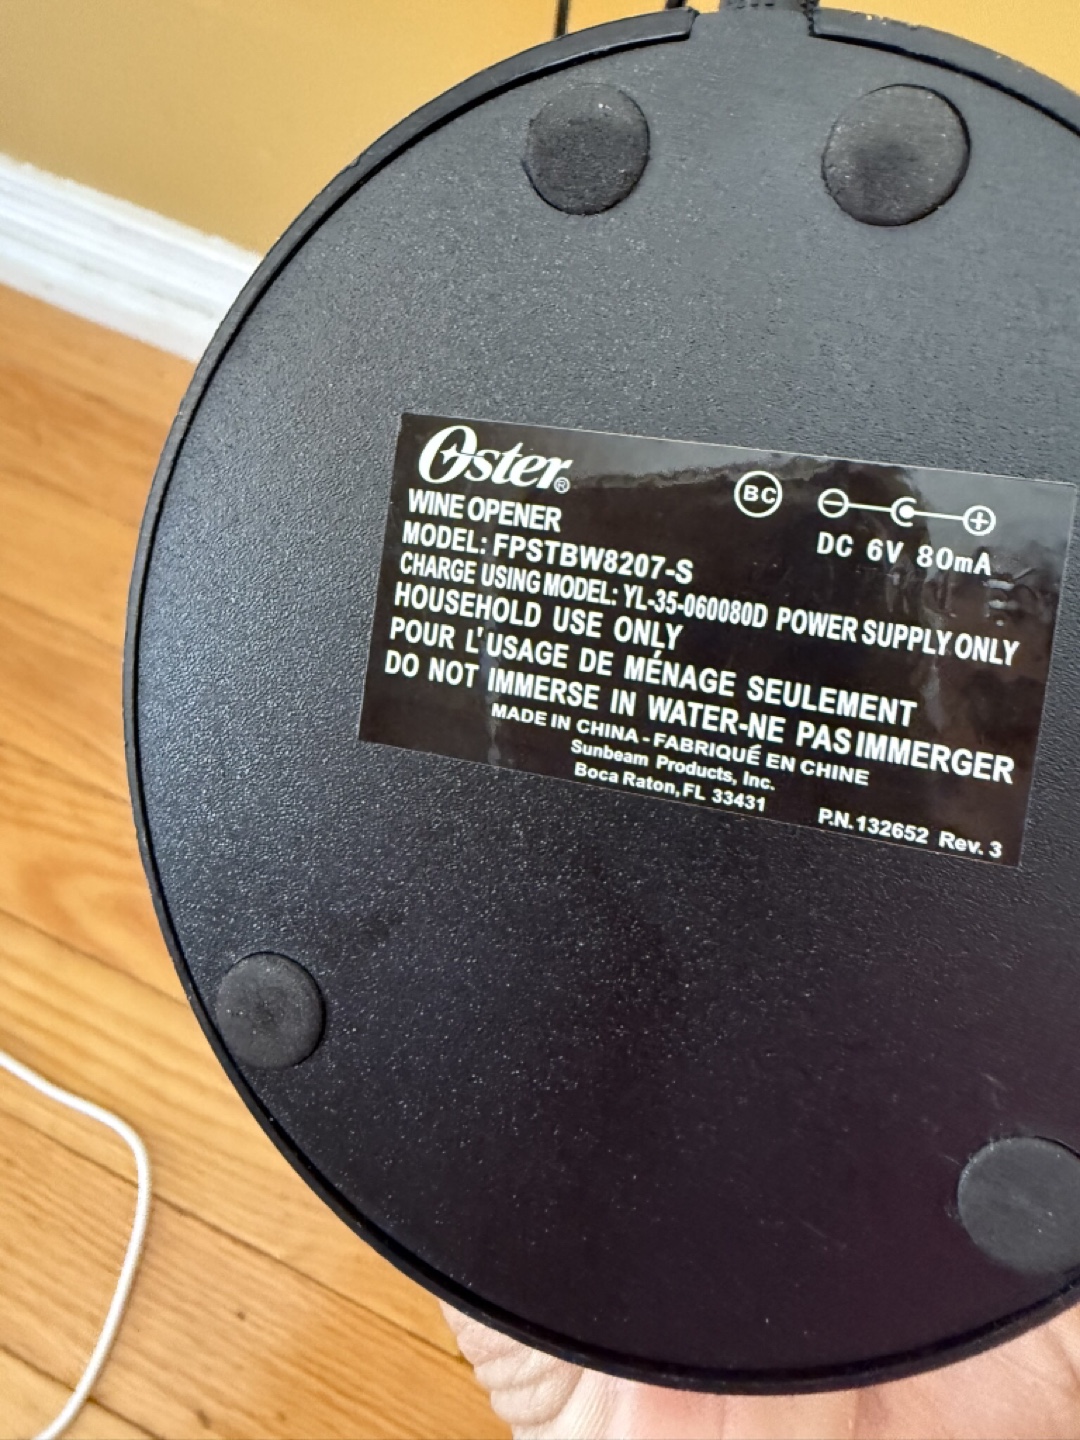 Oster®
WINE OPENER
MODEL: FPSTBW8207-S
CHARGE USING MODEL: YL-35-060080D POWER SUPPLY ONLY
HOUSEHOLD USE ONLY
POUR L'USAGE DE MÉNAGE SEULEMENT
DO NOT IMMERSE IN WATER-NE PAS IMMERGER
MADE IN CHINA - FABRIQUÉ EN CHINE
Sunbeam Products, Inc.
Boca Raton, FL 33431
P.N.132652 Rev. 3
BC
DC 6V 80mA